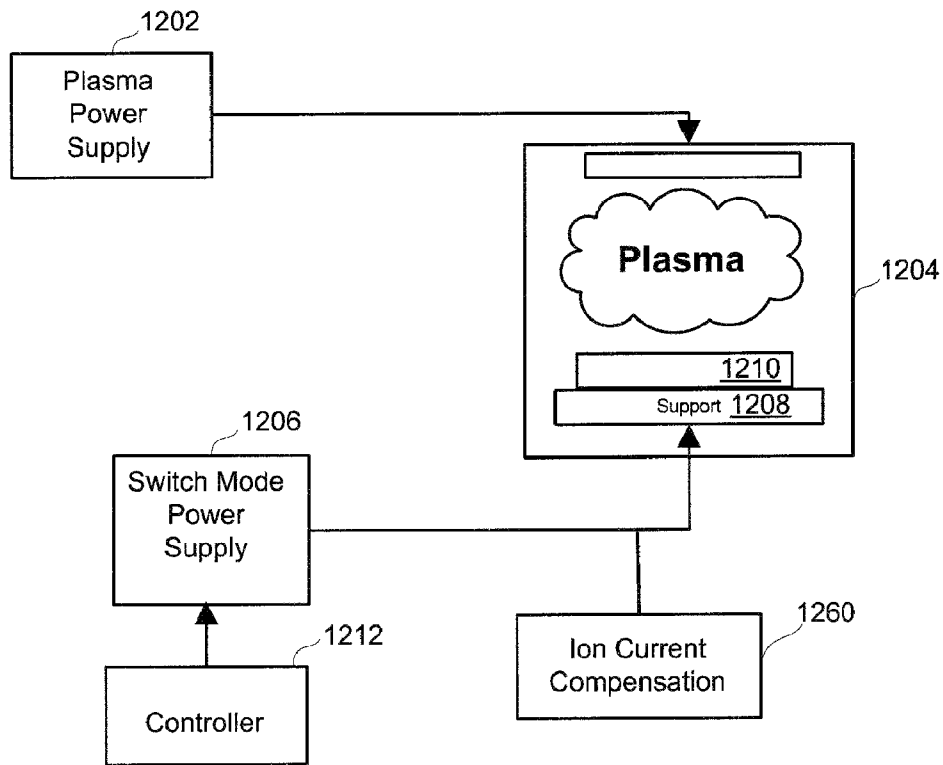 1202
Plasma
Power
Supply
Plasma
1204
1210
Support 1208
1206
Switch Mode
Power
Supply
1212
Controller
1260
Ion Current
Compensation